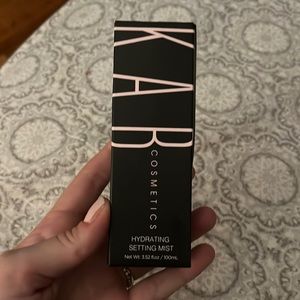 KAB
COSMETICS
HYDRATING
SETTING MIST
Net Wt. 3.52 fl.oz / 100mL